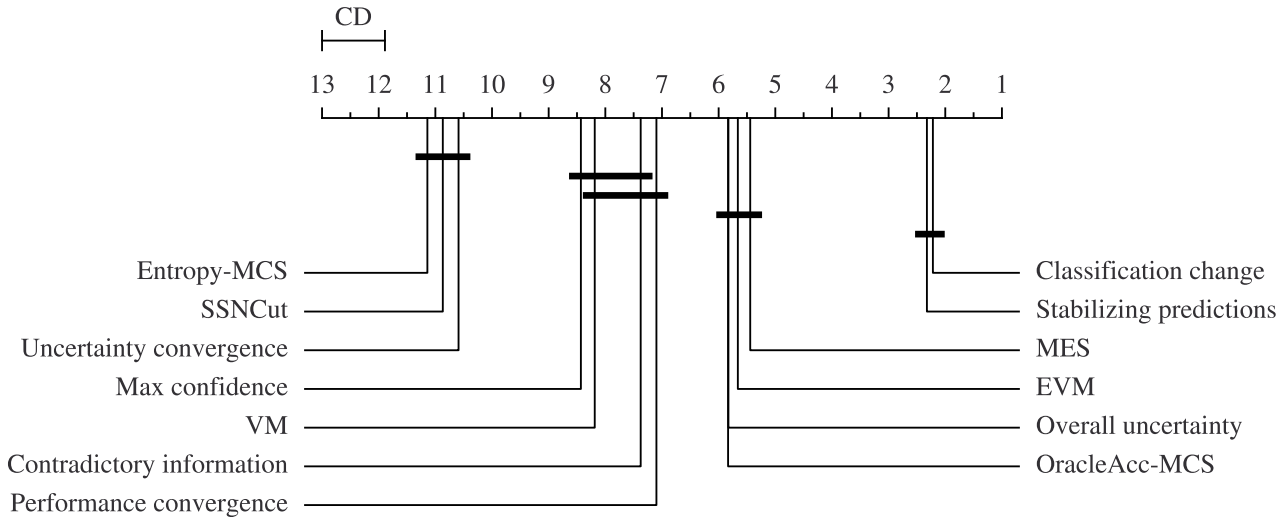 CD
13 12 11 10 9 8 7 6 5 4 3 2 1
Entropy-MCS
SSNCut
Uncertainty convergence
Max confidence
VM
Contradictory information
Performance convergence
Classification change
Stabilizing predictions
MES
EVM
Overall uncertainty
OracleAcc-MCS